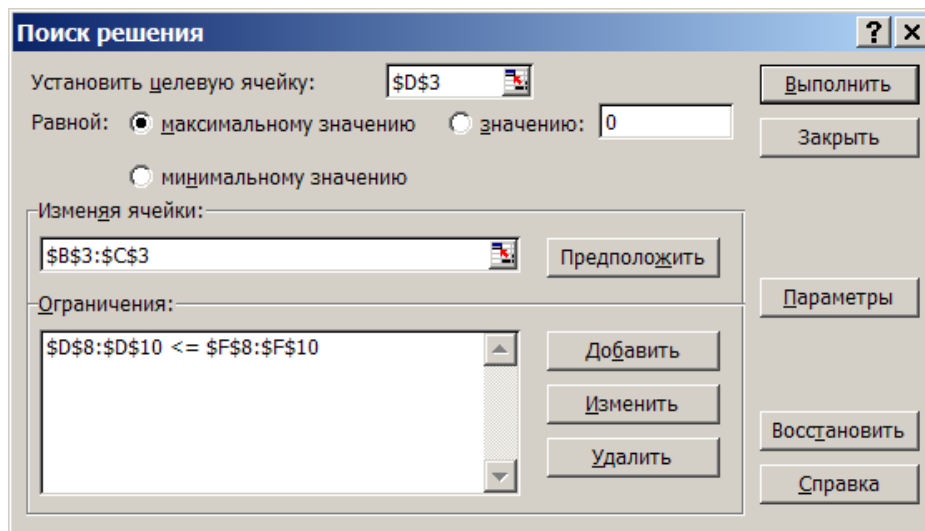 Поиск решения
Установить целевую ячейку: $D$3 Выполнить
Равной: максимальному значению значению: 0 Закрыть
минимальному значению
Изменяя ячейки:
$B$3:$C$3 Предположить
Ограничения: Параметры
$D$8:$D$10 <= $F$8:$F$10 Добавить
Изменить
Восстановить
Удалить
Справка